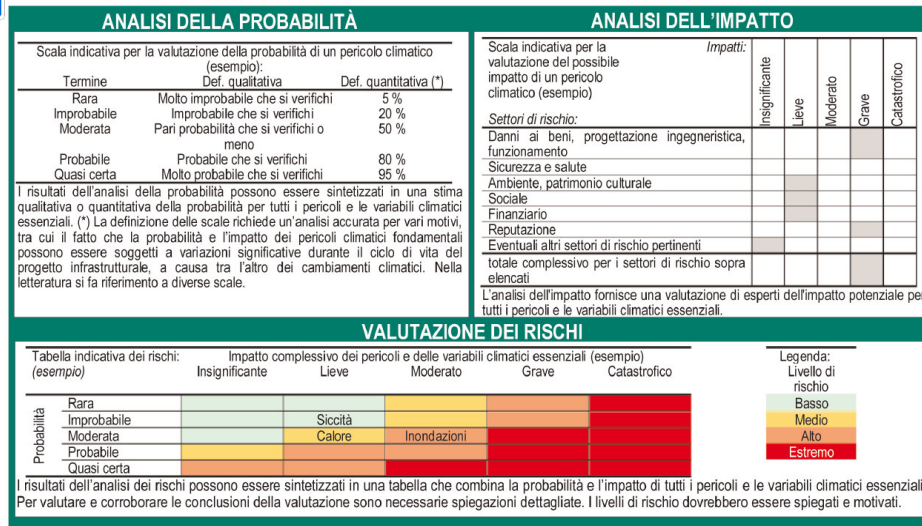 ANALISI DELLA PROBABILITÀ
Scala indicativa per la valutazione della probabilità di un pericolo climatico
(esempio):
Termine Def. qualitativa Def. quantitativa (*)
Rara Molto improbabile che si verifichi 5 %
Improbabile Improbabile che si verifichi 20 %
Moderata Pari probabilità che si verifichi o 50 %
meno
Probabile Probabile che si verifichi 80 %
Quasi certa Molto probabile che si verifichi 95 %
I risultati dell'analisi della probabilità possono essere sintetizzati in una stima
qualitativa o quantitativa della probabilità per tutti i pericoli e le variabili climatici
essenziali. (*) La definizione delle scale richiede un'analisi accurata per vari motivi,
tra cui il fatto che la probabilità e l'impatto dei pericoli climatici fondamentali
possono essere soggetti a variazioni significative durante il ciclo di vita del
progetto infrastrutturale, a causa tra l'altro dei cambiamenti climatici. Nella
letteratura si fa riferimento a diverse scale.
ANALISI DELL'IMPATTO
Scala indicativa per la
valutazione del possibile
impatto di un pericolo
climatico (esempio)
Impatti:
Insignificante
Lieve
Moderato
Grave
Catastrofico
Settori di rischio:
Danni ai beni, progettazione ingegneristica,
funzionamento
Sicurezza e salute
Ambiente, patrimonio culturale
Sociale
Finanziario
Reputazione
Eventuali altri settori di rischio pertinenti
totale complessivo per i settori di rischio sopra
elencati
L'analisi dell'impatto fornisce una valutazione di esperti dell'impatto potenziale per
tutti i pericoli e le variabili climatici essenziali.
VALUTAZIONE DEI RISCHI
Tabella indicativa dei rischi: Impatto complessivo dei pericoli e delle variabili climatici essenziali (esempio)
(esempio) Insignificante Lieve Moderato Grave Catastrofico
Probabilità
Rara
Improbabile Siccità
Moderata Calore Inondazioni
Probabile
Quasi certa
Legenda:
Livello di
rischio
Basso
Medio
Alto
Estremo
I risultati dell'analisi dei rischi possono essere sintetizzati in una tabella che combina la probabilità e l'impatto di tutti i pericoli e le variabili climatici essenziali.
Per valutare e corroborare le conclusioni della valutazione sono necessarie spiegazioni dettagliate. I livelli di rischio dovrebbero essere spiegati e motivati.